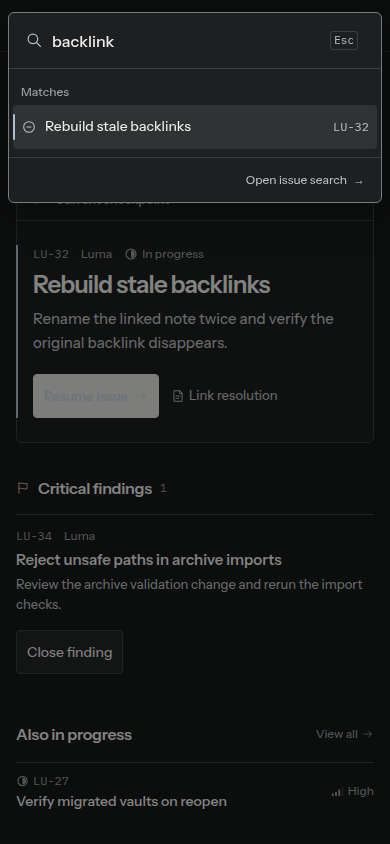 backlink Esc
Matches
Rebuild stale backlinks LU-32
Open issue search →
LU-32 Luma In progress
Rebuild stale backlinks
Rename the linked note twice and verify the
original backlink disappears.
Resume issue → Link resolution
Critical findings 1
LU-34 Luma
Reject unsafe paths in archive imports
Review the archive validation change and rerun the import
checks.
Close finding
Also in progress View all →
LU-27
Verify migrated vaults on reopen High